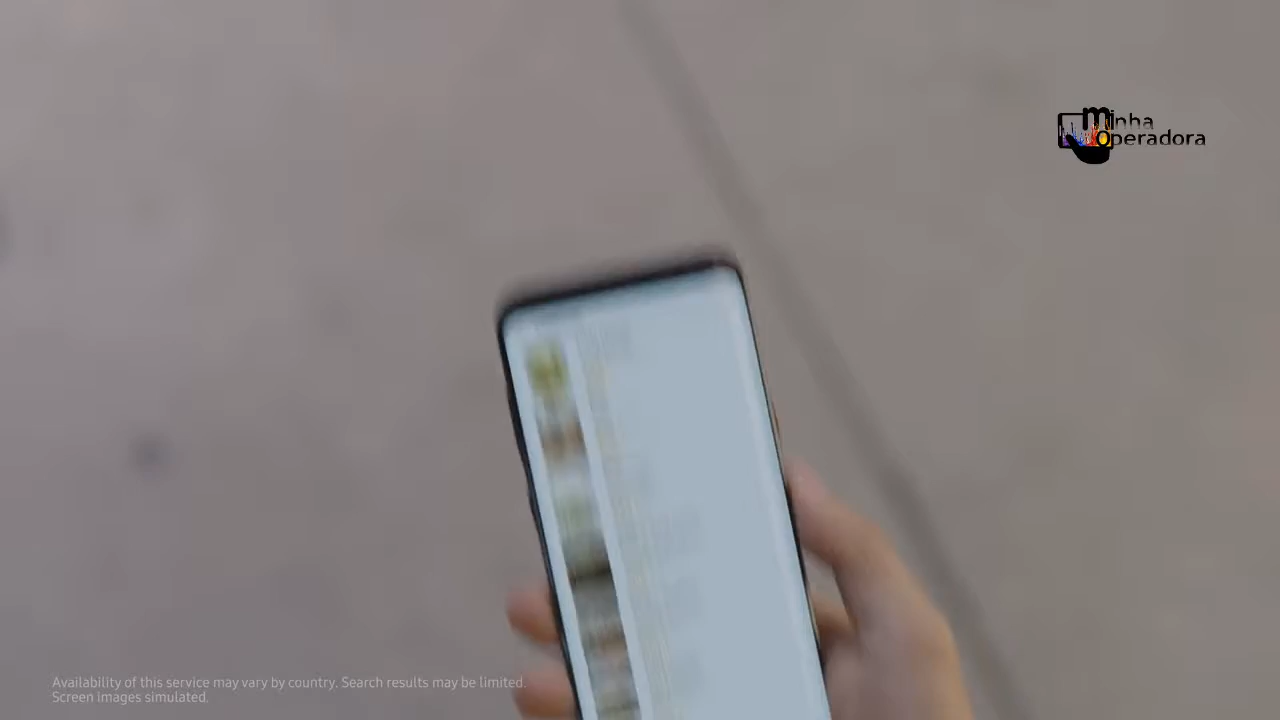 Minha
Operadora
Availability of this service may vary by country. Search results may be limited.
Screen images simulated.